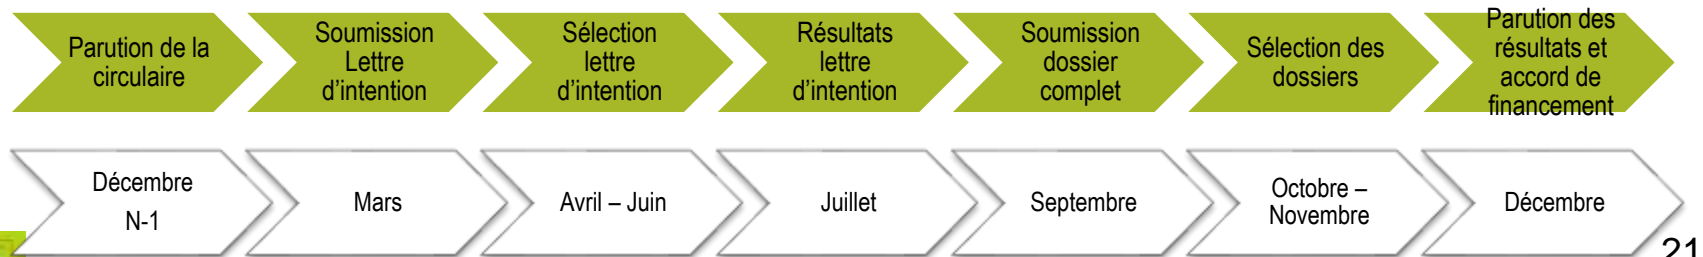 Parution de la
circulaire
Soumission
Lettre
d'intention
Sélection
lettre
d'intention
Résultats
lettre
d'intention
Soumission
dossier
complet
Sélection des
dossiers
Parution des
résultats et
accord de
financement
Décembre
N-1
Mars
Avril – Juin
Juillet
Septembre
Octobre –
Novembre
Décembre
21